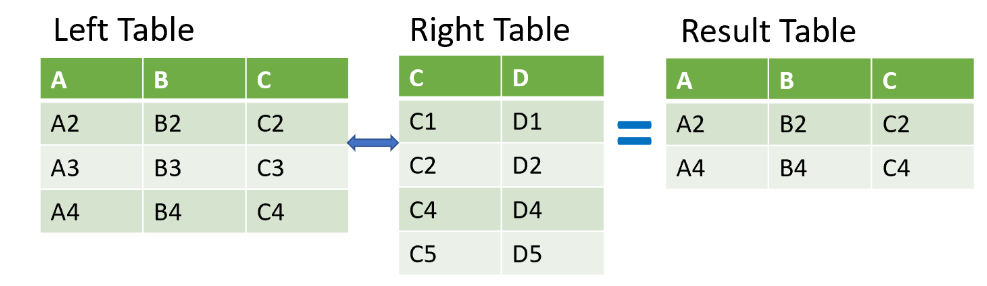 Left Table
A B C
A2 B2 C2
A3 B3 C3
A4 B4 C4
Right Table
C D
C1 D1
C2 D2
C4 D4
C5 D5
=
Result Table
A B C
A2 B2 C2
A4 B4 C4